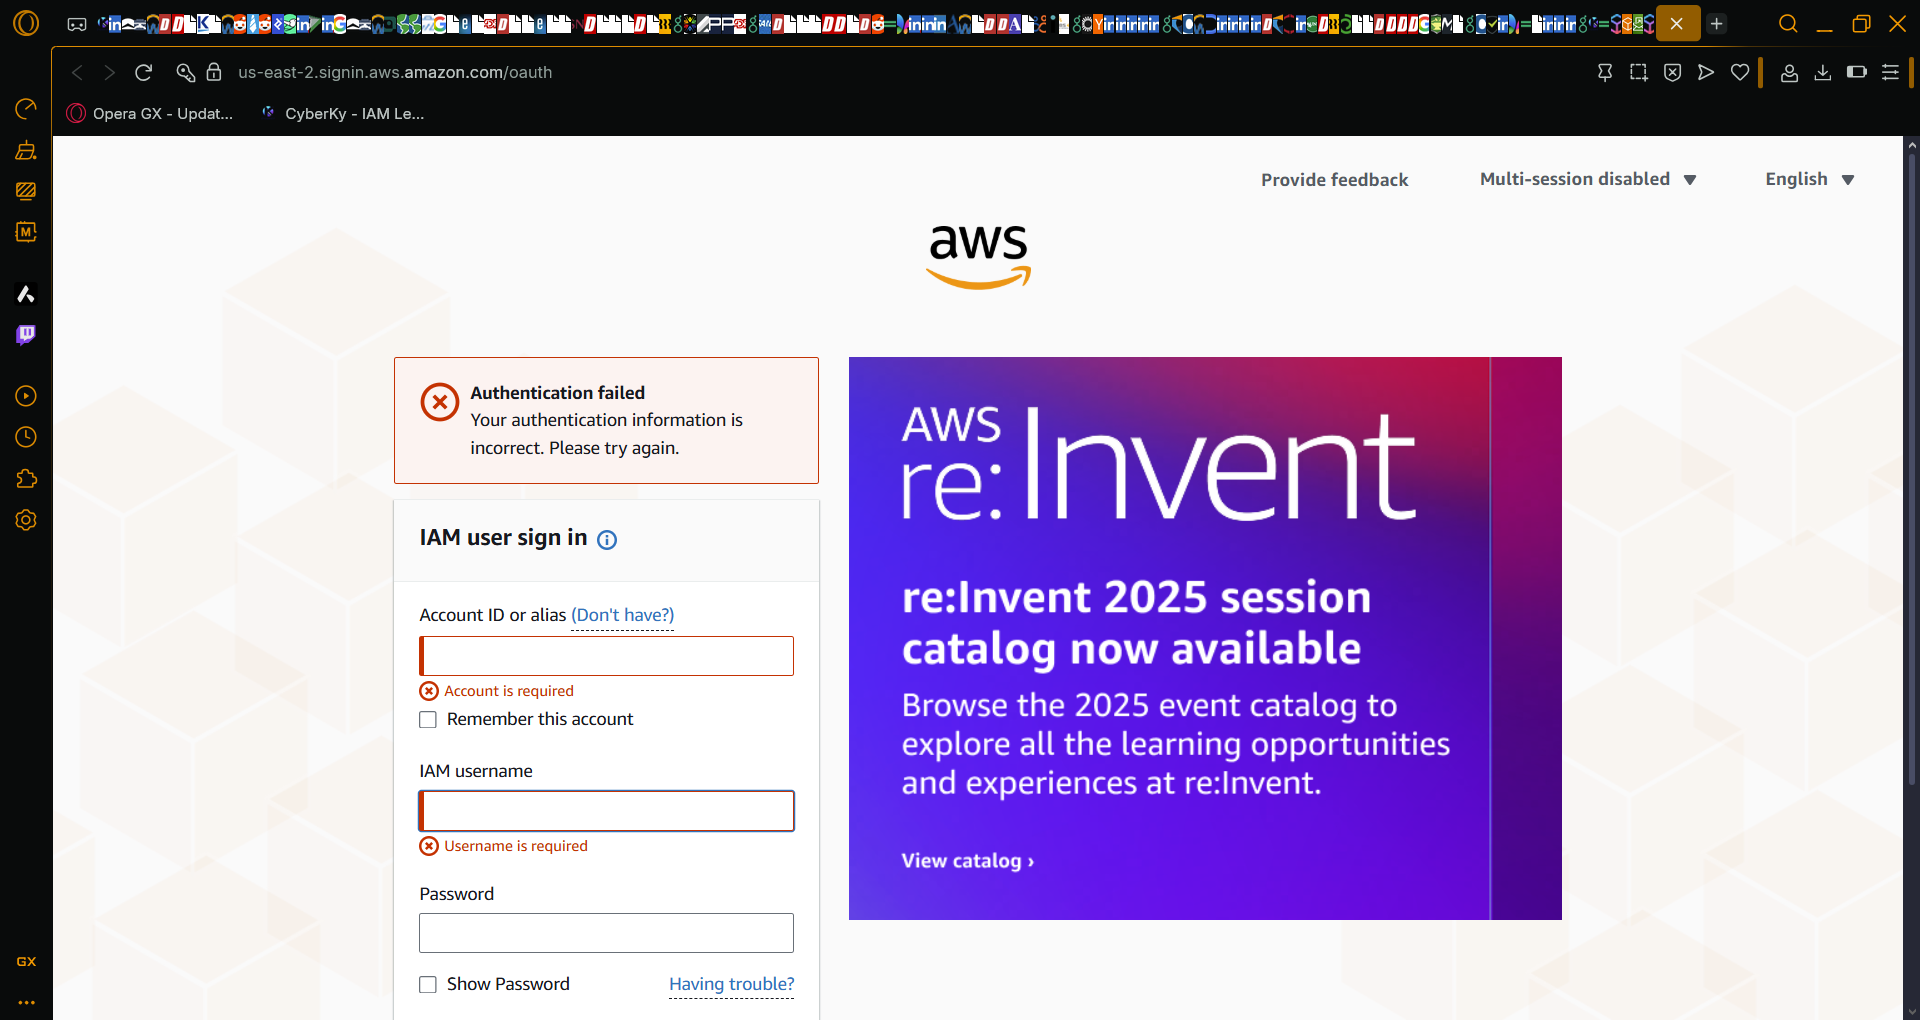 us-east-2.signin.aws.amazon.com/oauth
Opera GX - Updat...
CyberKy - IAM Le...
Provide feedback
Multi-session disabled
English
aws
Authentication failed
Your authentication information is
incorrect. Please try again.
IAM user sign in
Account ID or alias (Don't have?)
Account is required
Remember this account
IAM username
Username is required
Password
Show Password
Having trouble?
AWS
re:Invent
re:Invent 2025 session
catalog now available
Browse the 2025 event catalog to
explore all the learning opportunities
and experiences at re:Invent.
View catalog ›
GX